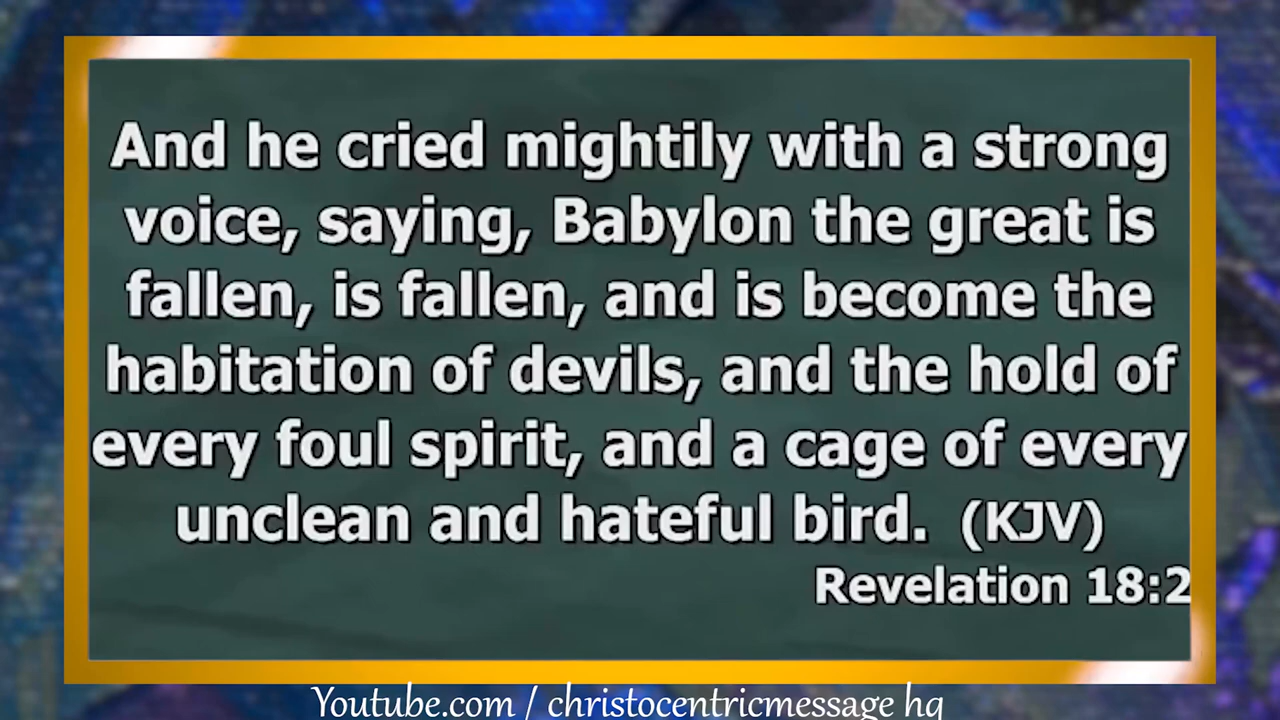 And he cried mightily with a strong
voice, saying, Babylon the great is
fallen, is fallen, and is become the
habitation of devils, and the hold of
every foul spirit, and a cage of every
unclean and hateful bird. (KJV)
Revelation 18:2
Youtube.com / christocentricmessage hq